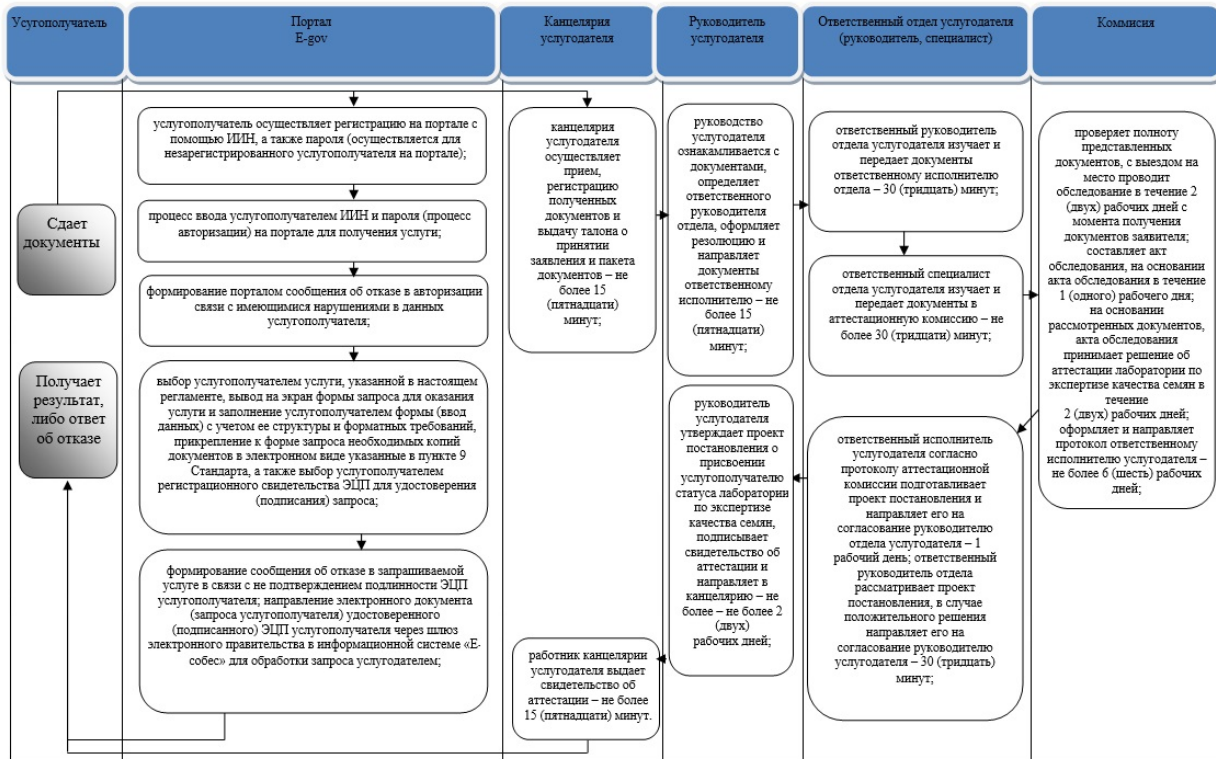 Усугополучатель
Портал
E-gov
Канцелярия
услугодателя
Руководитель
услугодателя
Ответственный отдел услугодателя
(руководитель, специалист)
Коммисия
Сдает
документы
Получает
результат,
либо ответ
об отказе
услугополучатель осуществляет регистрацию на портале с
помощью ИИН, а также пароля (осуществляется для
незарегистрированного услугополучателя на портале);
процесс ввода услугополучателем ИИН и пароля (процесс
авторизации) на портале для получения услуги;
формирование порталом сообщения об отказе в авторизации
связи с имеющимися нарушениями в данных
услугополучателя;
выбор услугополучателем услуги, указанной в настоящем
регламенте, вывод на экран формы запроса для оказания
услуги и заполнение услугополучателем формы (ввод
данных) с учетом ее структуры и форматных требований,
прикрепление к форме запроса необходимых копий
документов в электронном виде указанные в пункте 9
Стандарта, а также выбор услугополучателем
регистрационного свидетельства ЭЦП для удостоверения
(подписания) запроса;
формирование сообщения об отказе в запрашиваемой
услуге в связи с не подтверждением подлинности ЭЦП
услугополучателя; направление электронного документа
(запроса услугополучателя) удостоверенного
(подписанного) ЭЦП услугополучателя через шлюз
электронного правительства в информационной системе «Е-
собес» для обработки запроса услугодателем;
канцелярия
услугодателя
осуществляет
прием,
регистрацию
полученных
документов и
выдачу талона о
принятии
заявления и пакета
документов – не
более 15
(пятнадцати)
минут;
работник канцелярии
услугодателя выдает
свидетельство об
аттестации – не более
15 (пятнадцати) минут.
руководство
услугодателя
ознакамливается с
документами,
определяет
ответственного
руководителя
отдела, оформляет
резолюцию и
направляет
документы
ответственному
исполнителю – не
более 15
(пятнадцати)
минут;
руководитель
услугодателя
утверждает проект
постановления о
присвоении
услугополучателю
статуса лаборатории
по экспертизе
качества семян,
подписывает
свидетельство об
аттестации и
направляет в
канцелярию – не
более – не более 2
(двух)
рабочих дней;
ответственный руководитель
отдела услугодателя изучает и
передает документы
ответственному исполнителю
отдела – 30 (тридцать) минут;
ответственный специалист
отдела услугодателя изучает и
передает документы в
аттестационную комиссию – не
более 30 (тридцати) минут;
ответственный исполнитель
услугодателя согласно
протоколу аттестационной
комиссии подготавливает
проект постановления и
направляет его на
согласование руководителю
отдела услугодателя – 1
рабочий день; ответственный
руководитель отдела
рассматривает проект
постановления, в случае
положительного решения
направляет его на
согласование руководителю
услугодателя – 30 (тридцать)
минут;
проверяет полноту
представленных
документов, с выездом на
место проводит
обследование в течение 2
(двух) рабочих дней с
момента получения
документов заявителя;
составляет акт
обследования, на основании
акта обследования в течение
1 (одного) рабочего дня;
на основании
рассмотренных документов,
акта обследования
принимает решение об
аттестации лаборатории по
экспертизе качества семян в
течение
2 (двух) рабочих дней;
оформляет и направляет
протокол ответственному
исполнителю услугодателя –
не более 6 (шесть) рабочих
дней;